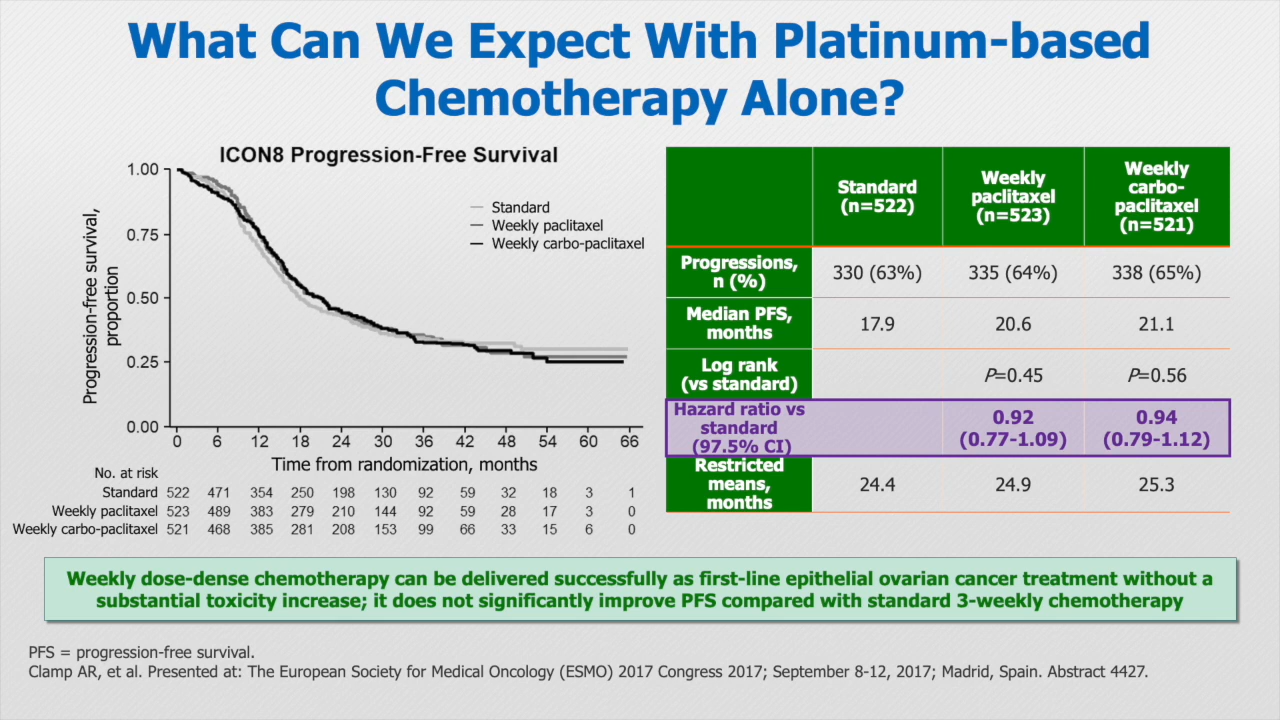 What Can We Expect With Platinum-based
Chemotherapy Alone?
ICON8 Progression-Free Survival
Progression-free survival,
proportion
1.00
0.75
0.50
0.25
0.00
Standard
Weekly paclitaxel
Weekly carbo-paclitaxel
0 6 12 18 24 30 36 42 48 54 60 66
Time from randomization, months
No. at risk
Standard 522 471 354 250 198 130 92 59 32 18 3 1
Weekly paclitaxel 523 489 383 279 210 144 92 59 28 17 3 0
Weekly carbo-paclitaxel 521 468 385 281 208 153 99 66 33 15 6 0
Standard
(n=522)
Weekly
paclitaxel
(n=523)
Weekly
carbo-
paclitaxel
(n=521)
Progressions,
n (%)
330 (63%) 335 (64%) 338 (65%)
Median PFS,
months
17.9 20.6 21.1
Log rank
(vs standard)
P=0.45 P=0.56
Hazard ratio vs
standard
(97.5% CI)
0.92
(0.77-1.09)
0.94
(0.79-1.12)
Restricted
means,
months
24.4 24.9 25.3
Weekly dose-dense chemotherapy can be delivered successfully as first-line epithelial ovarian cancer treatment without a
substantial toxicity increase; it does not significantly improve PFS compared with standard 3-weekly chemotherapy
PFS = progression-free survival.
Clamp AR, et al. Presented at: The European Society for Medical Oncology (ESMO) 2017 Congress 2017; September 8-12, 2017; Madrid, Spain. Abstract 4427.